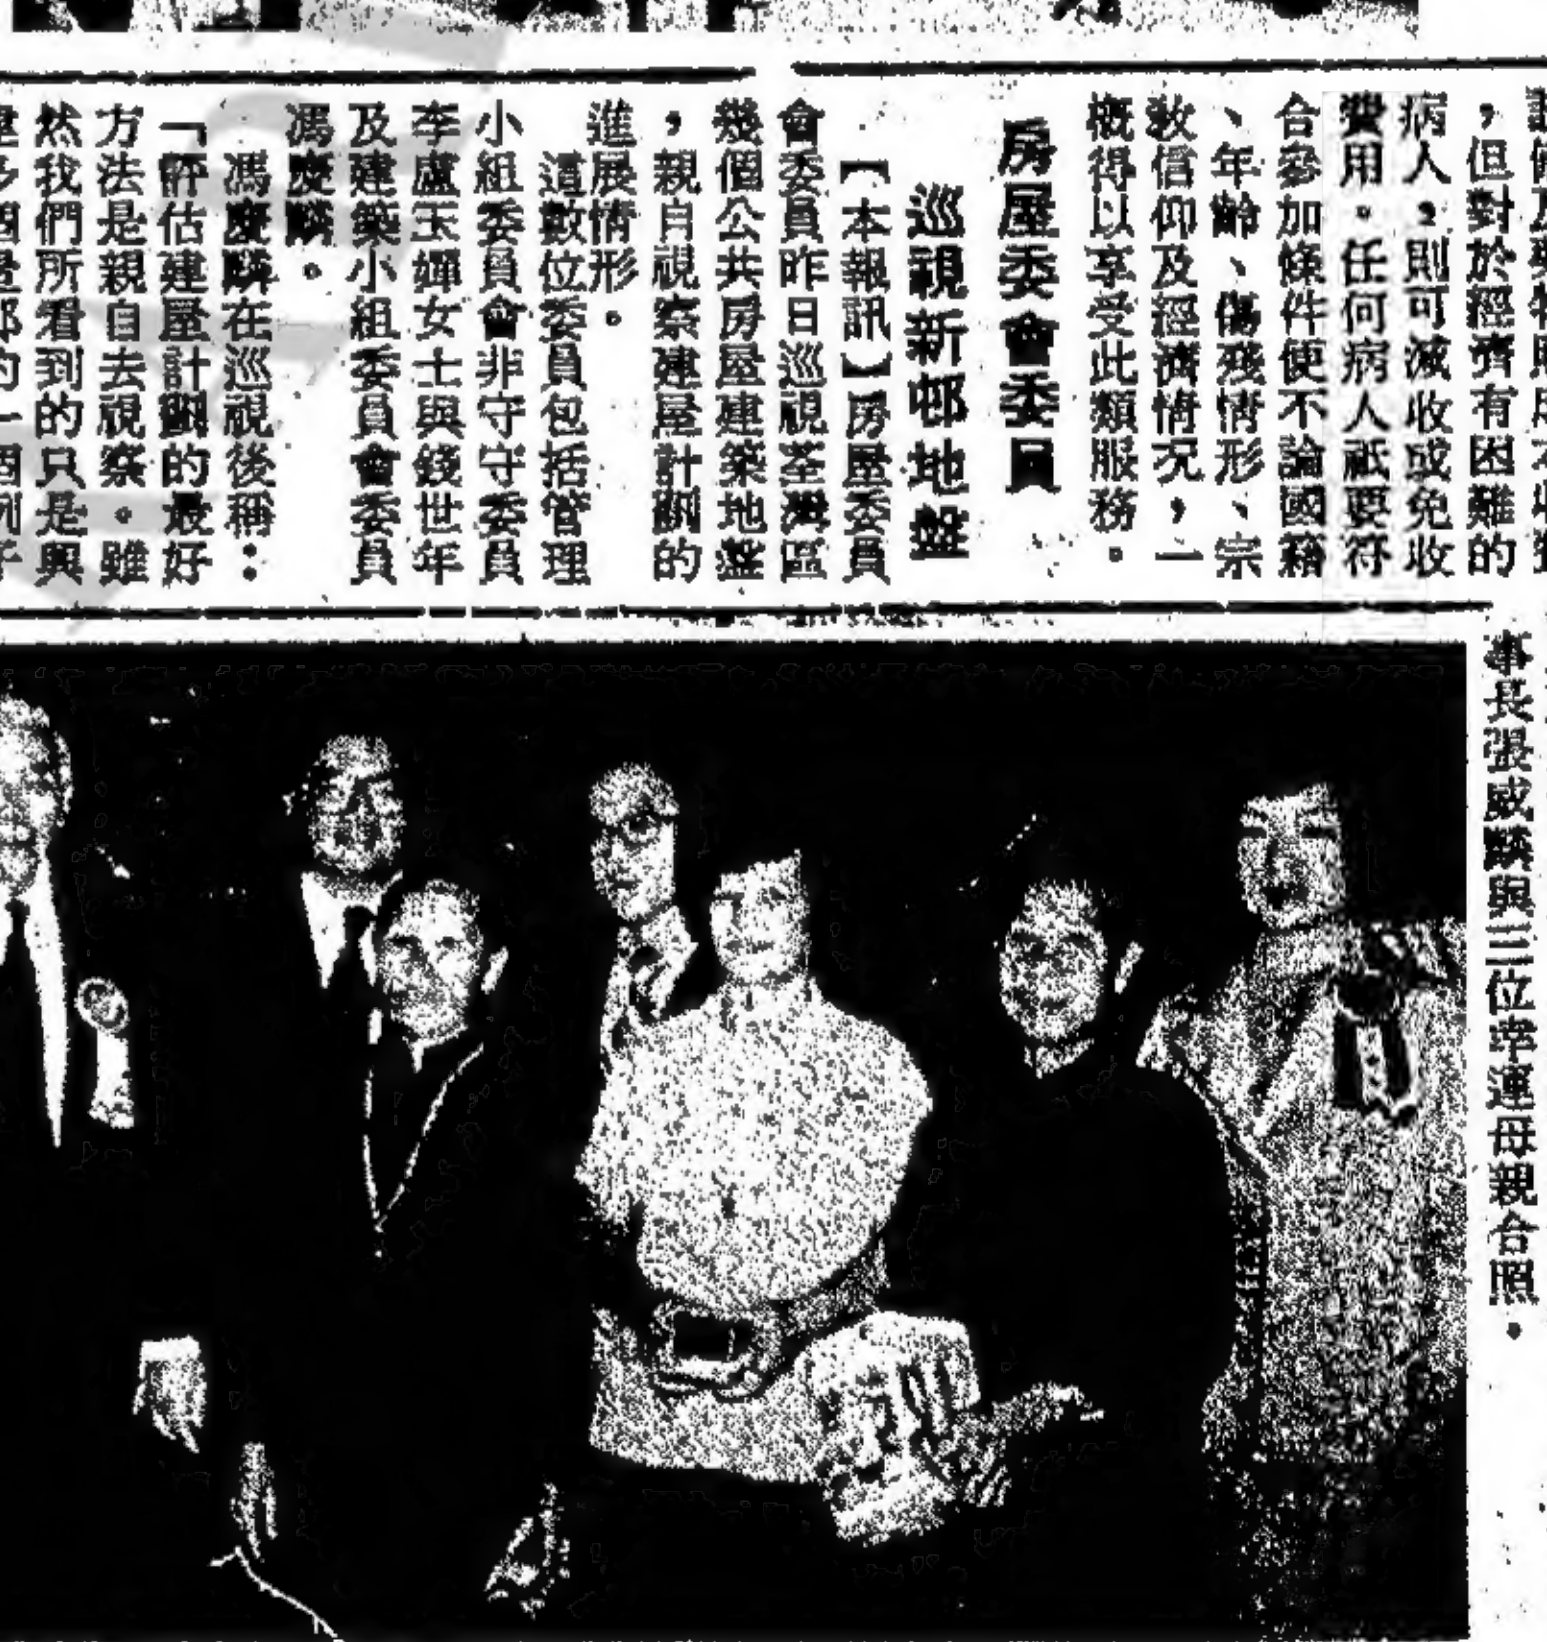 ，但對於經濟有困難的
病人，則可減收或免收
費用。任何病人祇要符
合參加條件便不論國籍
、年齡、傷殘情形、宗
教信仰及經濟情況，一
概得以享受此類服務。
房屋委員會委員
巡視新邨地盤
【本報訊】房屋委員
會委員昨日巡視荃灣區
幾個公共房屋建築地盤
，親自視察建屋計劃的
進展情形。
這數位委員包括管理
小組委員會非守守委員
李盧玉嬋女士與錢世年
及建築小組委員會委員
馮慶麟。
馮慶麟在巡視後稱：
「評估建屋計劃的最好
方法是親自去視察。雖
然我們所看到的只是興
事長張威麟與三位幸運母親合照。